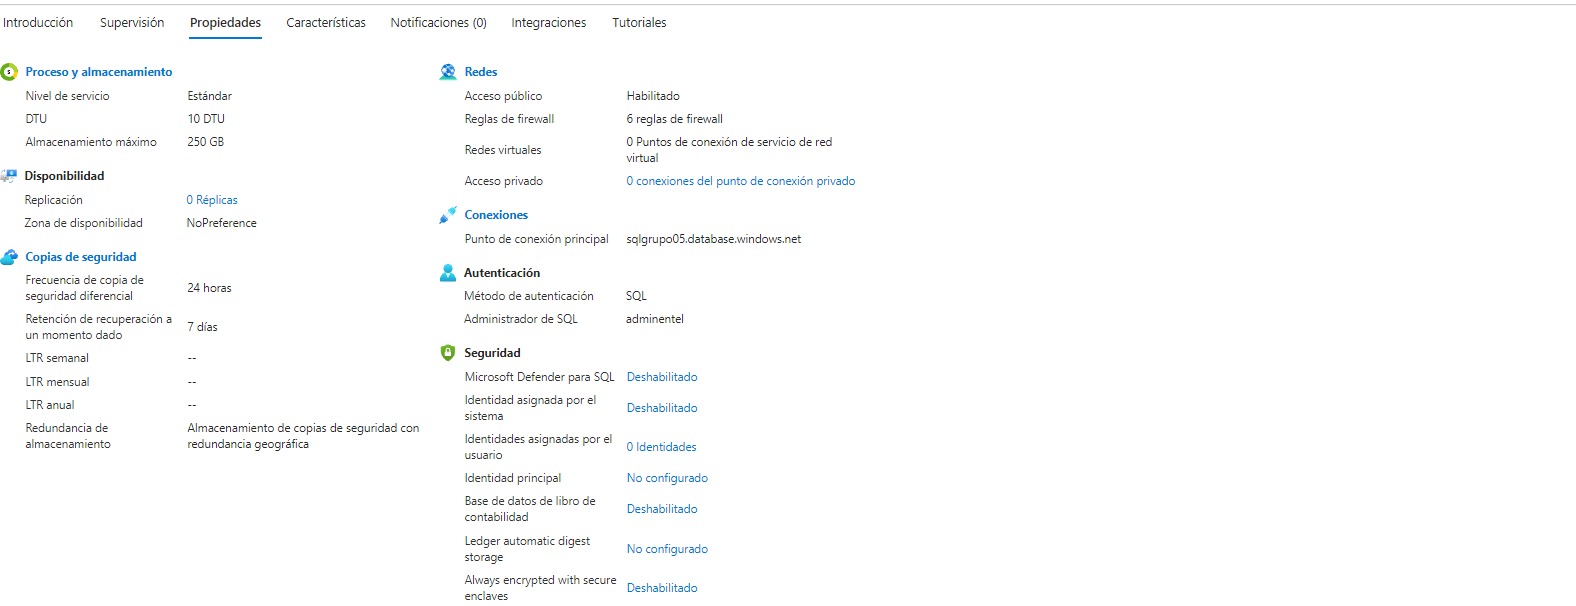 Introducción Supervisión Propiedades Características Notificaciones (0) Integraciones Tutoriales
Proceso y almacenamiento
Nivel de servicio Estándar
DTU 10 DTU
Almacenamiento máximo 250 GB
Disponibilidad
Replicación 0 Réplicas
Zona de disponibilidad NoPreference
Copias de seguridad
Frecuencia de copia de
seguridad diferencial 24 horas
Retención de recuperación a
un momento dado 7 días
LTR semanal --
LTR mensual --
LTR anual --
Redundancia de Almacenamiento de copias de seguridad con
almacenamiento redundancia geográfica
Redes
Acceso público Habilitado
Reglas de firewall 6 reglas de firewall
Redes virtuales 0 Puntos de conexión de servicio de red
virtual
Acceso privado 0 conexiones del punto de conexión privado
Conexiones
Punto de conexión principal sqlgrupo05.database.windows.net
Autenticación
Método de autenticación SQL
Administrador de SQL adminentel
Seguridad
Microsoft Defender para SQL Deshabilitado
Identidad asignada por el
sistema Deshabilitado
Identidades asignadas por el
usuario 0 Identidades
Identidad principal No configurado
Base de datos de libro de
contabilidad Deshabilitado
Ledger automatic digest
storage No configurado
Always encrypted with secure
enclaves Deshabilitado